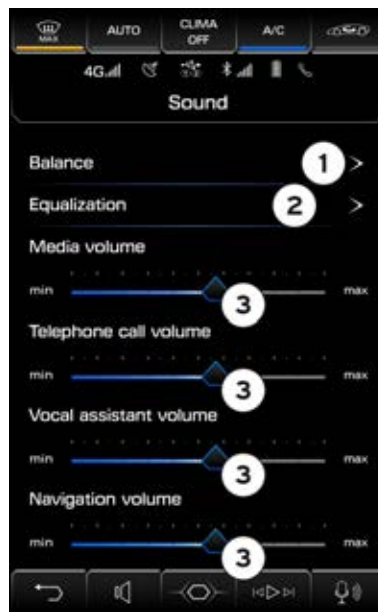 MAX
AUTO
CLIMA
OFF
A/C
4G
Sound
Balance
1
Equalization
2
Media volume
min
max
3
Telephone call volume
min
max
3
Vocal assistant volume
min
max
3
Navigation volume
min
max
3